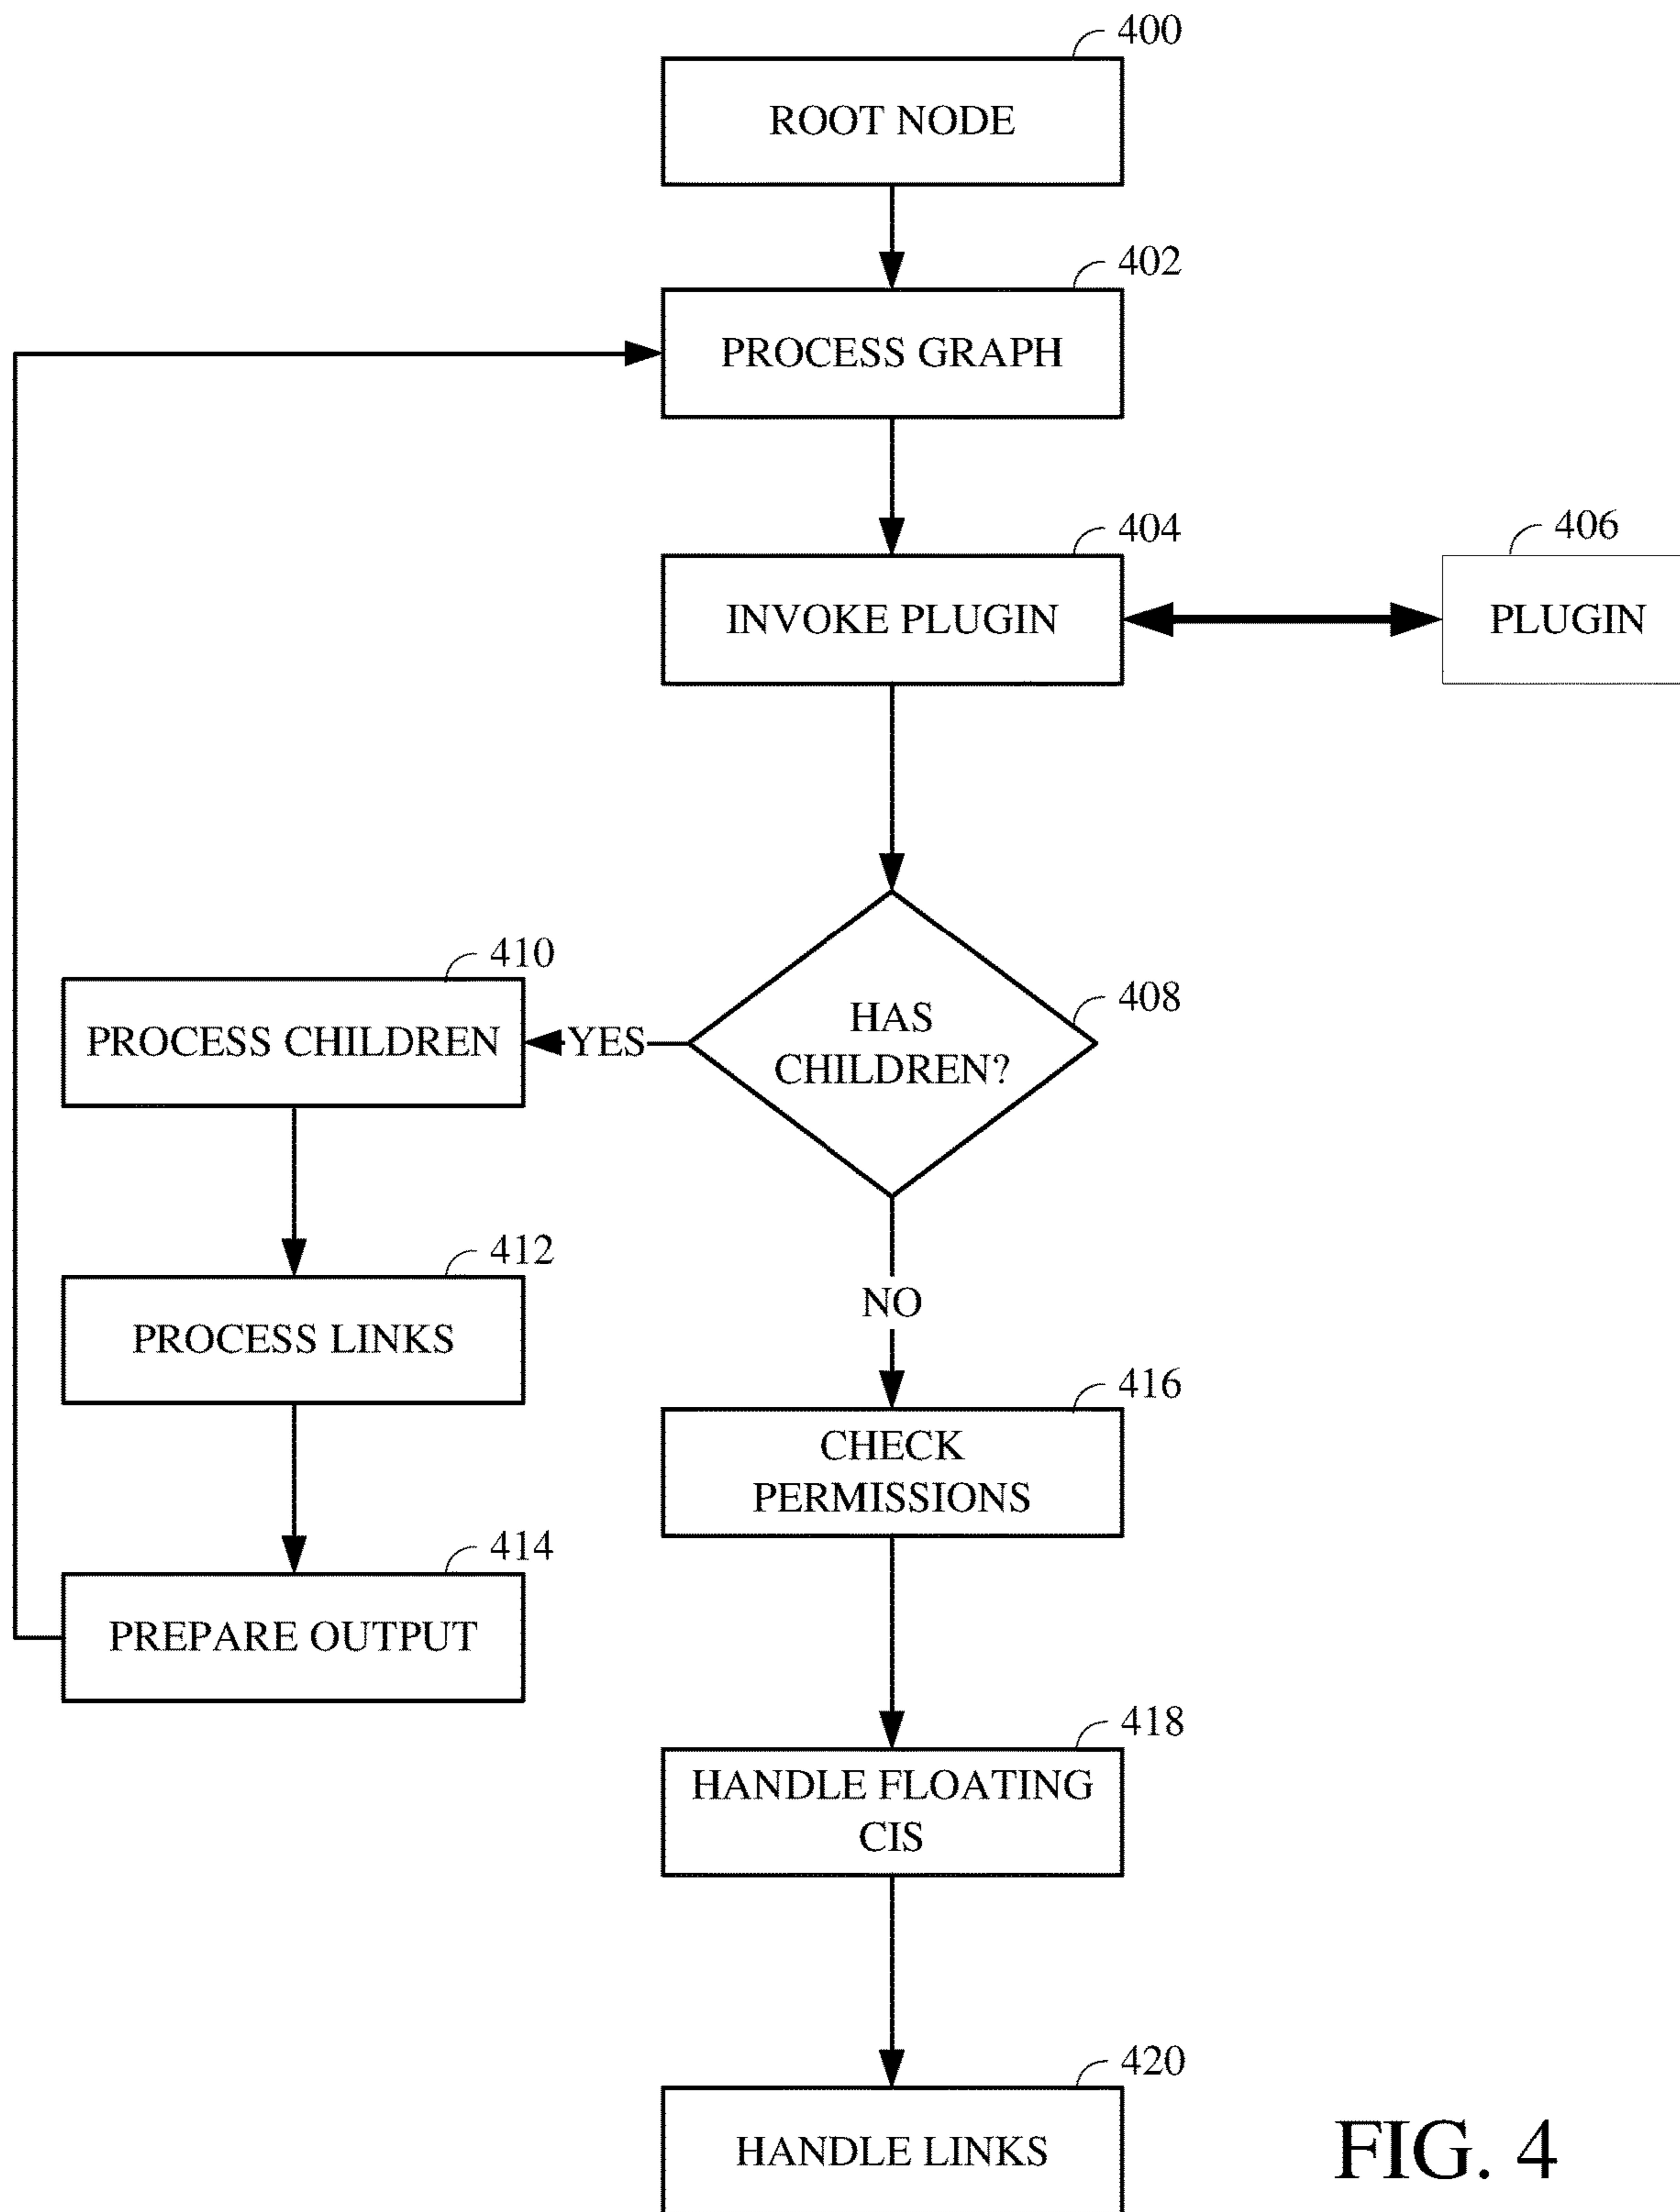 400
ROOT NODE
402
PROCESS GRAPH
404
INVOKE PLUGIN
406
PLUGIN
408
HAS
CHILDREN?
YES
410
PROCESS CHILDREN
412
PROCESS LINKS
414
PREPARE OUTPUT
NO
416
CHECK
PERMISSIONS
418
HANDLE FLOATING
CIS
420
HANDLE LINKS
FIG. 4